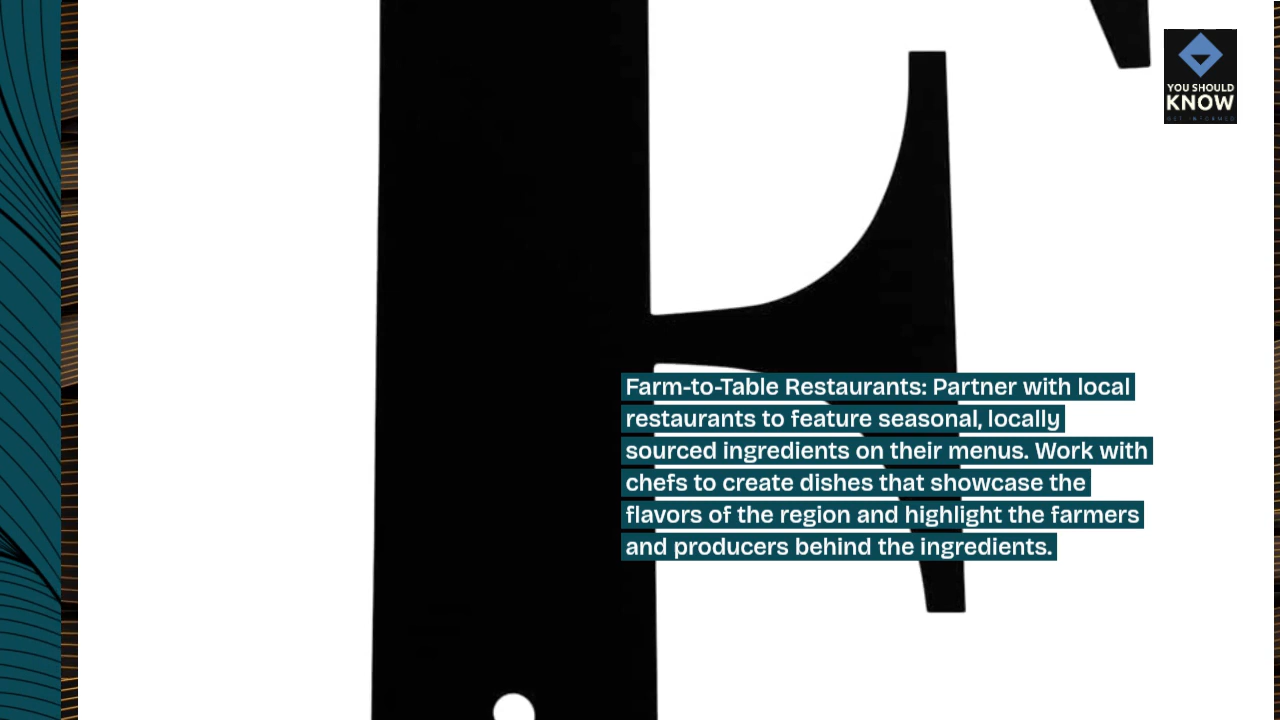 YOU SHOULD
KNOW
GET INFORMED
Farm-to-Table Restaurants: Partner with local
restaurants to feature seasonal, locally
sourced ingredients on their menus. Work with
chefs to create dishes that showcase the
flavors of the region and highlight the farmers
and producers behind the ingredients.